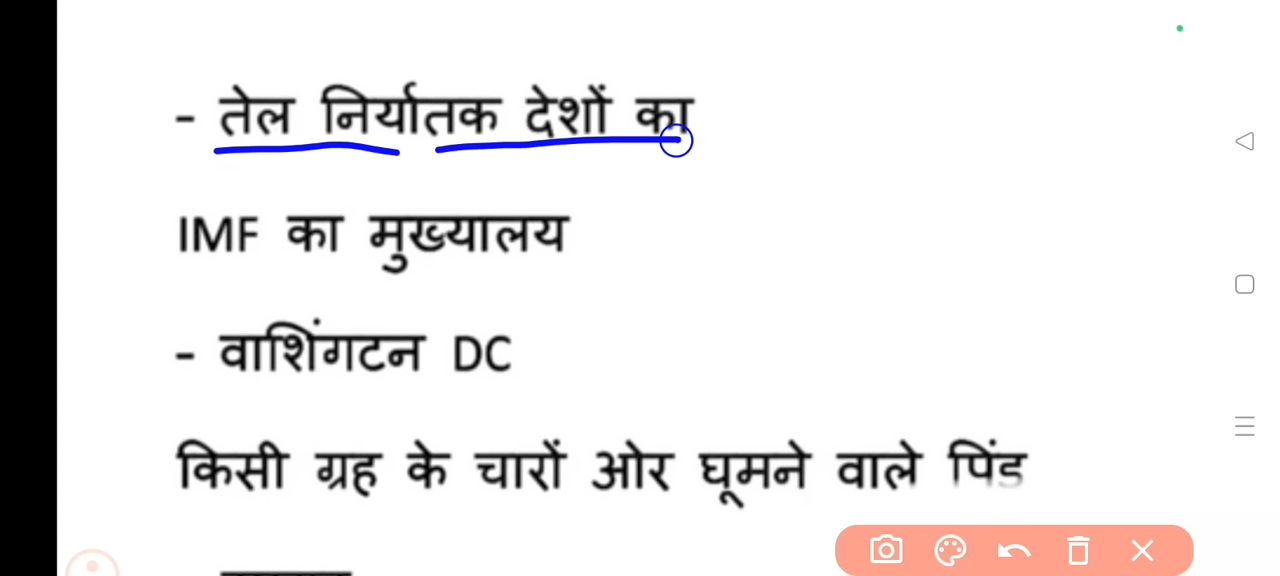 - तेल निर्यातक देशों का
IMF का मुख्यालय
- वाशिंगटन DC
किसी ग्रह के चारों ओर घूमने वाले पिंड